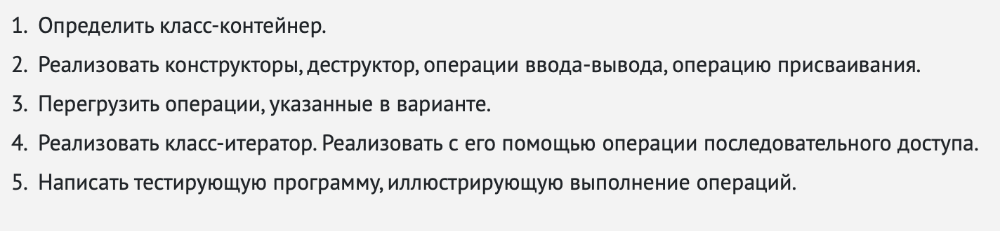 1. Определить класс-контейнер.
2. Реализовать конструкторы, деструктор, операции ввода-вывода, операцию присваивания.
3. Перегрузить операции, указанные в варианте.
4. Реализовать класс-итератор. Реализовать с его помощью операции последовательного доступа.
5. Написать тестирующую программу, иллюстрирующую выполнение операций.